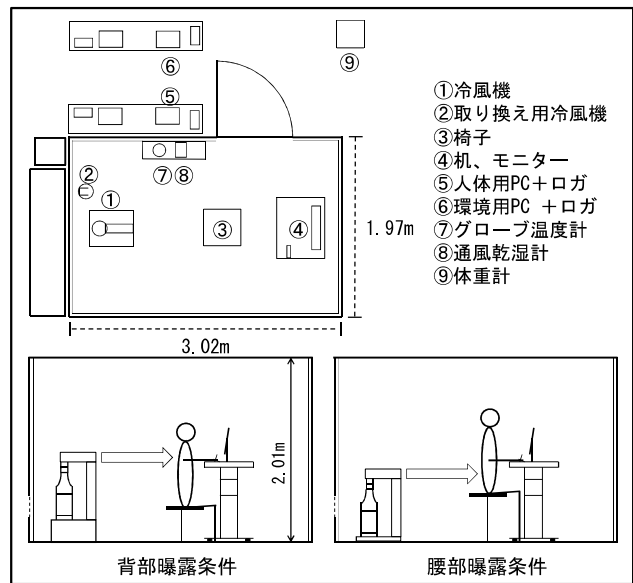 ⑥
⑨
⑤
①冷風機
②取り換え用冷風機
③椅子
④机、モニター
⑤人体用PC＋ロガ
⑥環境用PC ＋ロガ
⑦グローブ温度計
⑧通風乾湿計
⑨体重計
②
⑦⑧
①
③
④
1.97m
3.02m
2.01m
背部曝露条件
腰部曝露条件